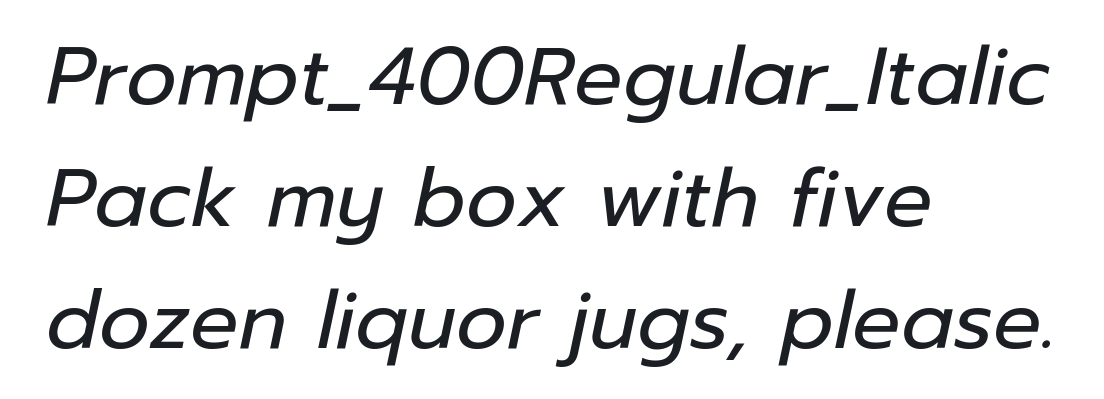 Prompt_400Regular_Italic
Pack my box with five
dozen liquor jugs, please.